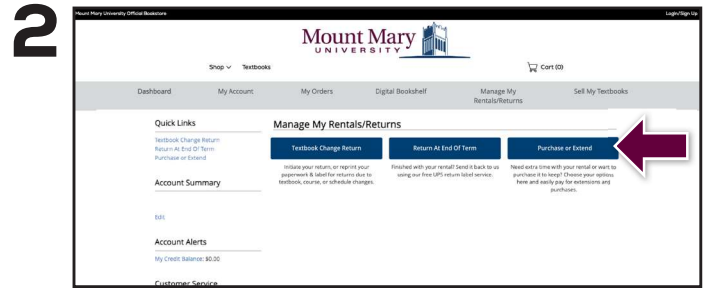 2
Mount Mary University Official Bookstore
Login/Sign Up
Mount Mary
UNIVERSITY
Shop
Textbooks
Cart (0)
Dashboard
My Account
My Orders
Digital Bookshelf
Manage My
Rentals/Returns
Sell My Textbooks
Quick Links
Textbook Change Return
Return At End Of Term
Purchase or Extend
Account Summary
Edit
Account Alerts
My Credit Balance: $0.00
Customer Service
Manage My Rentals/Returns
Textbook Change Return
Initiate your return, or reprint your
paperwork & label for returns due to
textbook, course, or schedule changes.
Return At End Of Term
Finished with your rental? Send it back to us
using our free UPS return label service.
Purchase or Extend
Need extra time with your rental or want to
purchase it to keep? Choose your options
here and easily pay for extensions and
purchases.